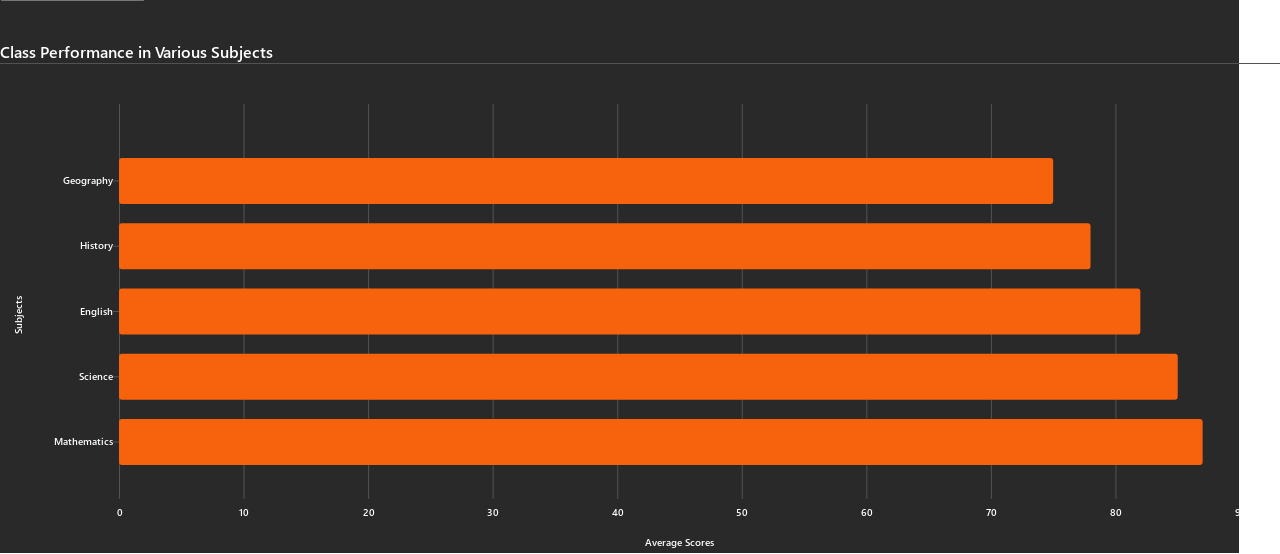 Class Performance in Various Subjects
Geography
History
English
Science
Mathematics
Subjects
0 10 20 30 40 50 60 70 80
Average Scores